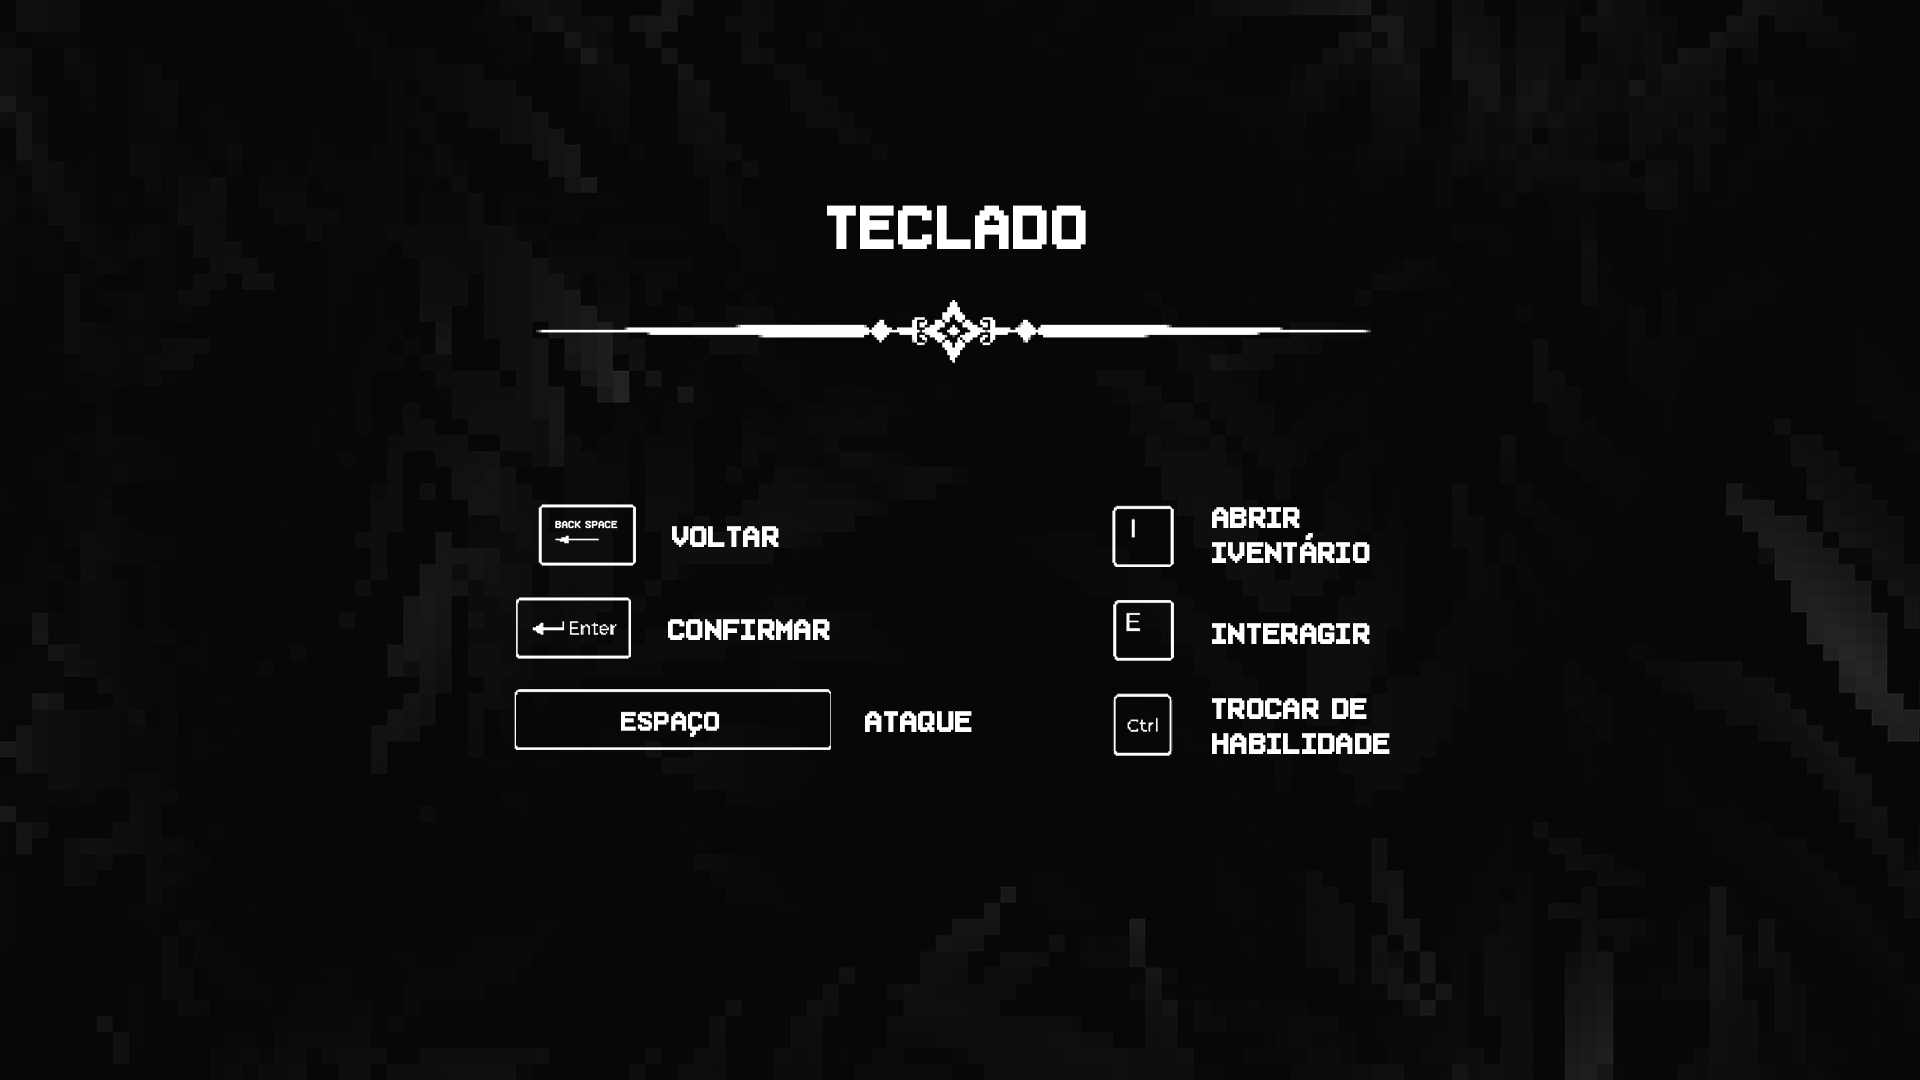 TECLADO
BACK SPACE
VOLTAR
Enter
CONFIRMAR
ESPAÇO
ATAQUE
I
ABRIR
IVENTÁRIO
E
INTERAGIR
Ctrl
TROCAR DE
HABILIDADE